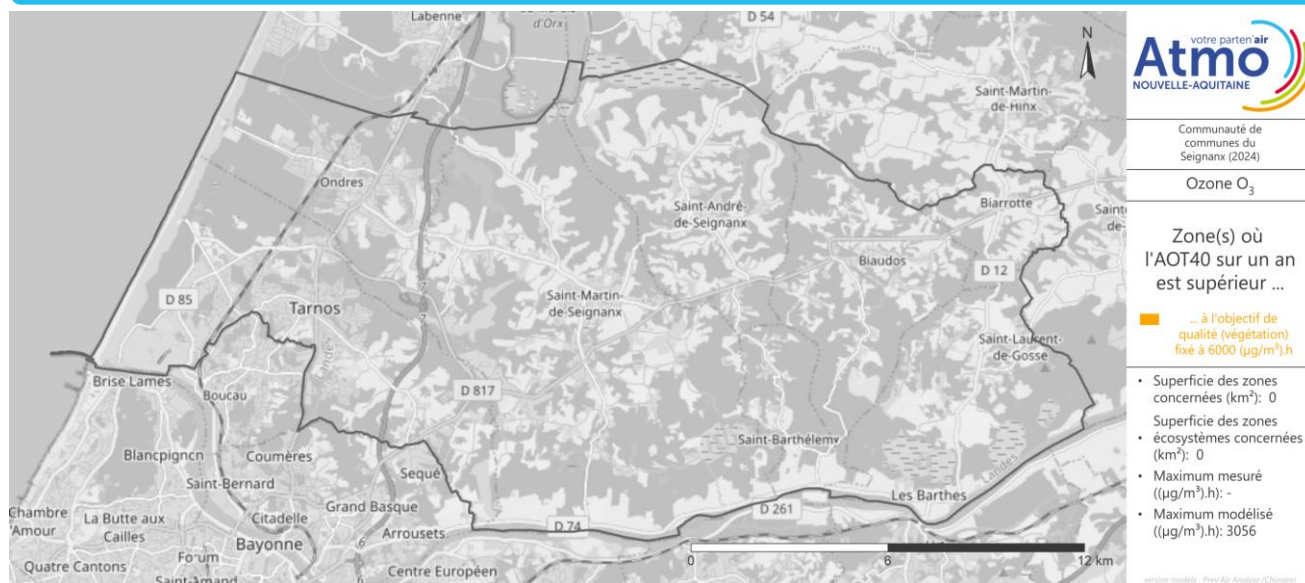 Labenne
d'Orx
D 54
N
Saint-Martin-
de-Hinx
Ondres
Saint-André-
de-Seignanx
Biarrotte
Biaudos
D 85
D 12
Tarnos
Saint-Martin-
de-Seignanx
Saint-Laurent-
de-Gosse
Brise Lames
Boucau
D 817
Saint-Barthélemy
Landes
Blancpignon
Coumères
Sequé
Saint-Bernard
Les Barthes
Chambre
d'Amour
La Butte aux
Cailles
Citadelle
Grand Basque
Arrousets
D 74
D 261
Bayonne
Quatre Cantons
Forum
Saint-Amand
Centre Européen
0
6
12 km
votre parten'air
Atmo
NOUVELLE-AQUITAINE
Communauté de
communes du
Seignanx (2024)
Ozone O₃
Zone(s) où
l'AOT40 sur un an
est supérieur ...
... à l'objectif de
qualité (végétation)
fixé à 6000 (µg/m³).h
• Superficie des zones
concernées (km²): 0
Superficie des zones
• écosystèmes concernées
(km²): 0
• Maximum mesuré
((µg/m³).h): -
• Maximum modélisé
((µg/m³).h): 3056
version modèle : Prev'Air Analyse (Chimere)